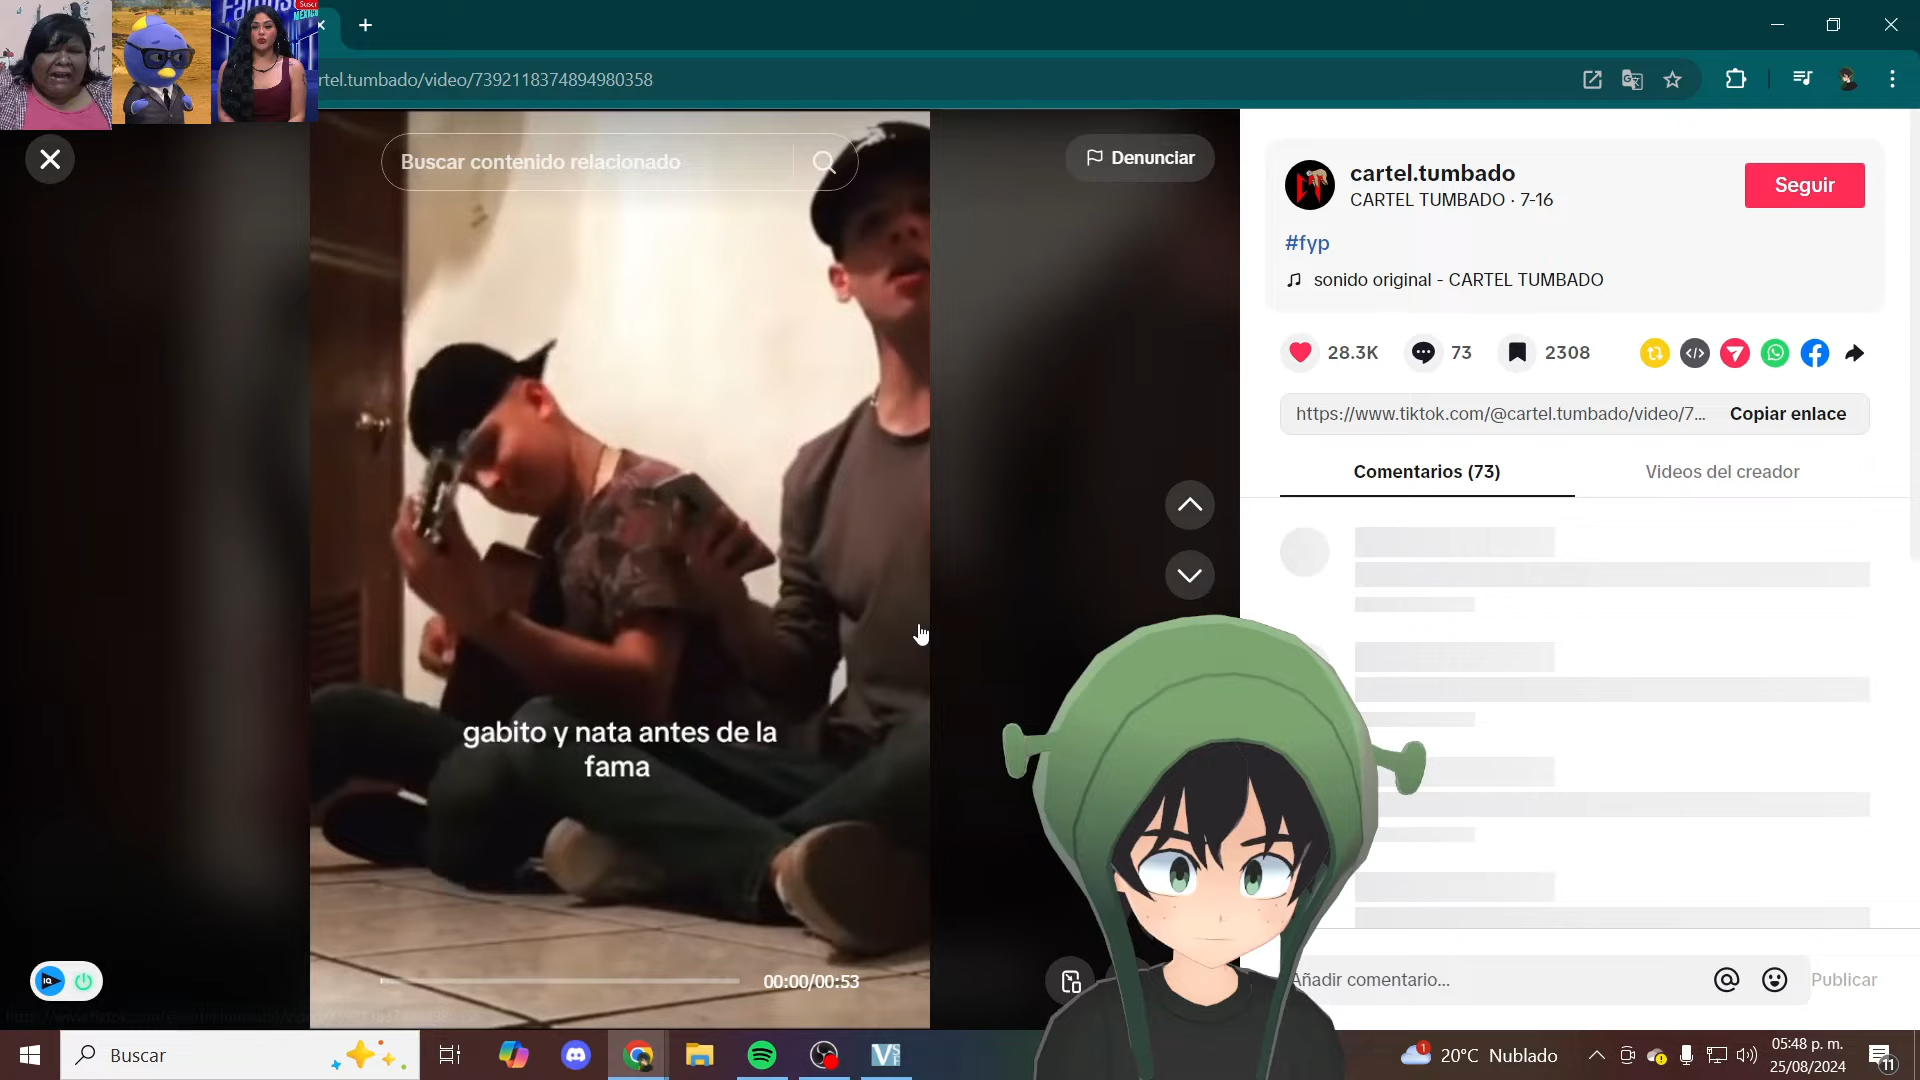 Suscr
MÉXICO
rtel.tumbado/video/7392118374894980358
Buscar contenido relacionado
Denunciar
cartel.tumbado
CARTEL TUMBADO · 7-16
Seguir
#fyp
sonido original - CARTEL TUMBADO
28.3K
73
2308
https://www.tiktok.com/@cartel.tumbado/video/7...
Copiar enlace
Comentarios (73)
Videos del creador
gabito y nata antes de la
fama
00:00/00:53
Añadir comentario...
Publicar
Buscar
20°C Nublado
05:48 p. m.
25/08/2024
11